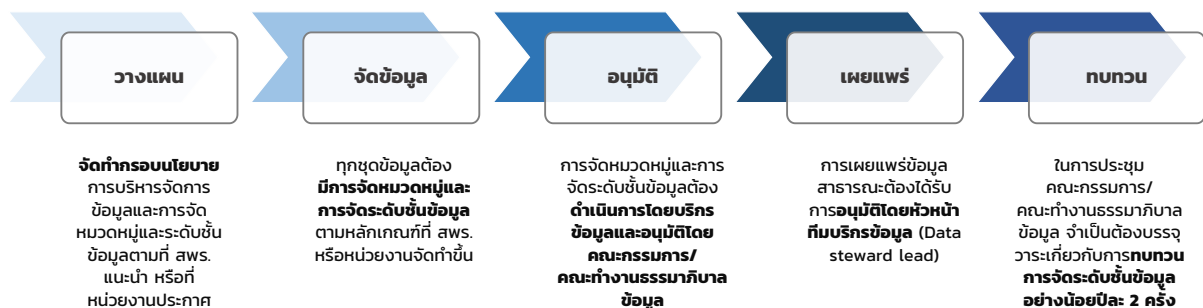 วางแผน
จัดข้อมูล
อนุมัติ
เผยแพร่
ทบทวน
จัดทำกรอบนโยบาย
การบริหารจัดการ
ข้อมูลและการจัด
หมวดหมู่และระดับชั้น
ข้อมูลตามที่ สพร.
แนะนำ หรือที่
หน่วยงานประกาศ
ทุกชุดข้อมูลต้อง
มีการจัดหมวดหมู่และ
การจัดระดับชั้นข้อมูล
ตามหลักเกณฑ์ที่ สพร.
หรือหน่วยงานจัดทำขึ้น
การจัดหมวดหมู่และการ
จัดระดับชั้นข้อมูลต้อง
ดำเนินการโดยบริกร
ข้อมูลและอนุมัติโดย
คณะกรรมการ/
คณะทำงานธรรมาภิบาล
ข้อมูล
การเผยแพร่ข้อมูล
สาธารณะต้องได้รับ
การอนุมัติโดยหัวหน้า
ทีมบริกรข้อมูล (Data
steward lead)
ในการประชุม
คณะกรรมการ/
คณะทำงานธรรมาภิบาล
ข้อมูล จำเป็นต้องบรรจุ
วาระเกี่ยวกับการทบทวน
การจัดระดับชั้นข้อมูล
อย่างน้อยปีละ 2 ครั้ง